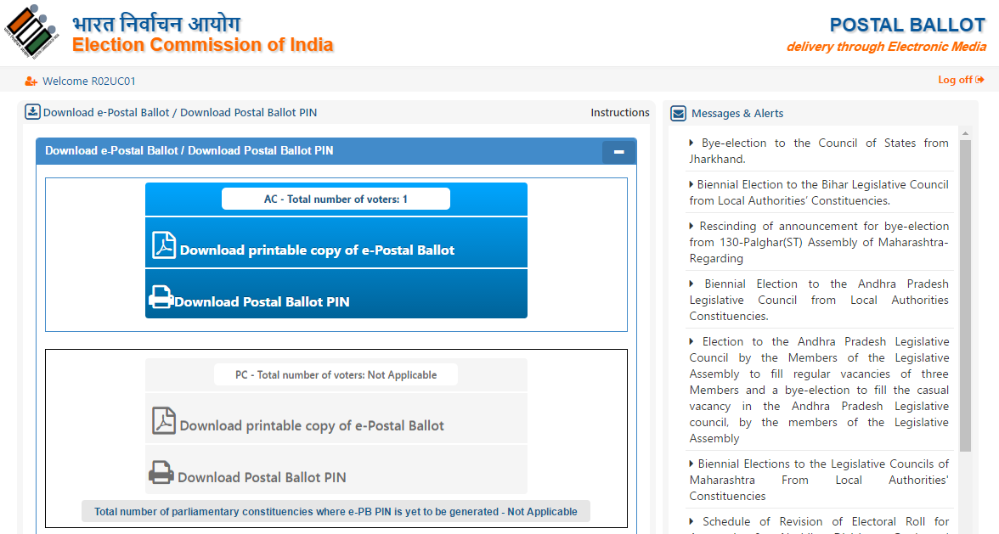 भारत निर्वाचन आयोग
Election Commission of India
POSTAL BALLOT
delivery through Electronic Media
Welcome R02UC01
Log off
Download e-Postal Ballot / Download Postal Ballot PIN
Instructions
Download e-Postal Ballot / Download Postal Ballot PIN
AC - Total number of voters: 1
Download printable copy of e-Postal Ballot
Download Postal Ballot PIN
PC - Total number of voters: Not Applicable
Download printable copy of e-Postal Ballot
Download Postal Ballot PIN
Total number of parliamentary constituencies where e-PB PIN is yet to be generated - Not Applicable
Messages & Alerts
Bye-election to the Council of States from
Jharkhand.
Biennial Election to the Bihar Legislative Council
from Local Authorities' Constituencies.
Rescinding of announcement for bye-election
from 130-Palghar(ST) Assembly of Maharashtra-
Regarding
Biennial Election to the Andhra Pradesh
Legislative Council from Local Authorities
Constituencies.
Election to the Andhra Pradesh Legislative
Council by the Members of the Legislative
Assembly to fill regular vacancies of three
Members and a bye-election to fill the casual
vacancy in the Andhra Pradesh Legislative
council, by the members of the Legislative
Assembly
Biennial Elections to the Legislative Councils of
Maharashtra From Local Authorities'
Constituencies
Schedule of Revision of Electoral Roll for